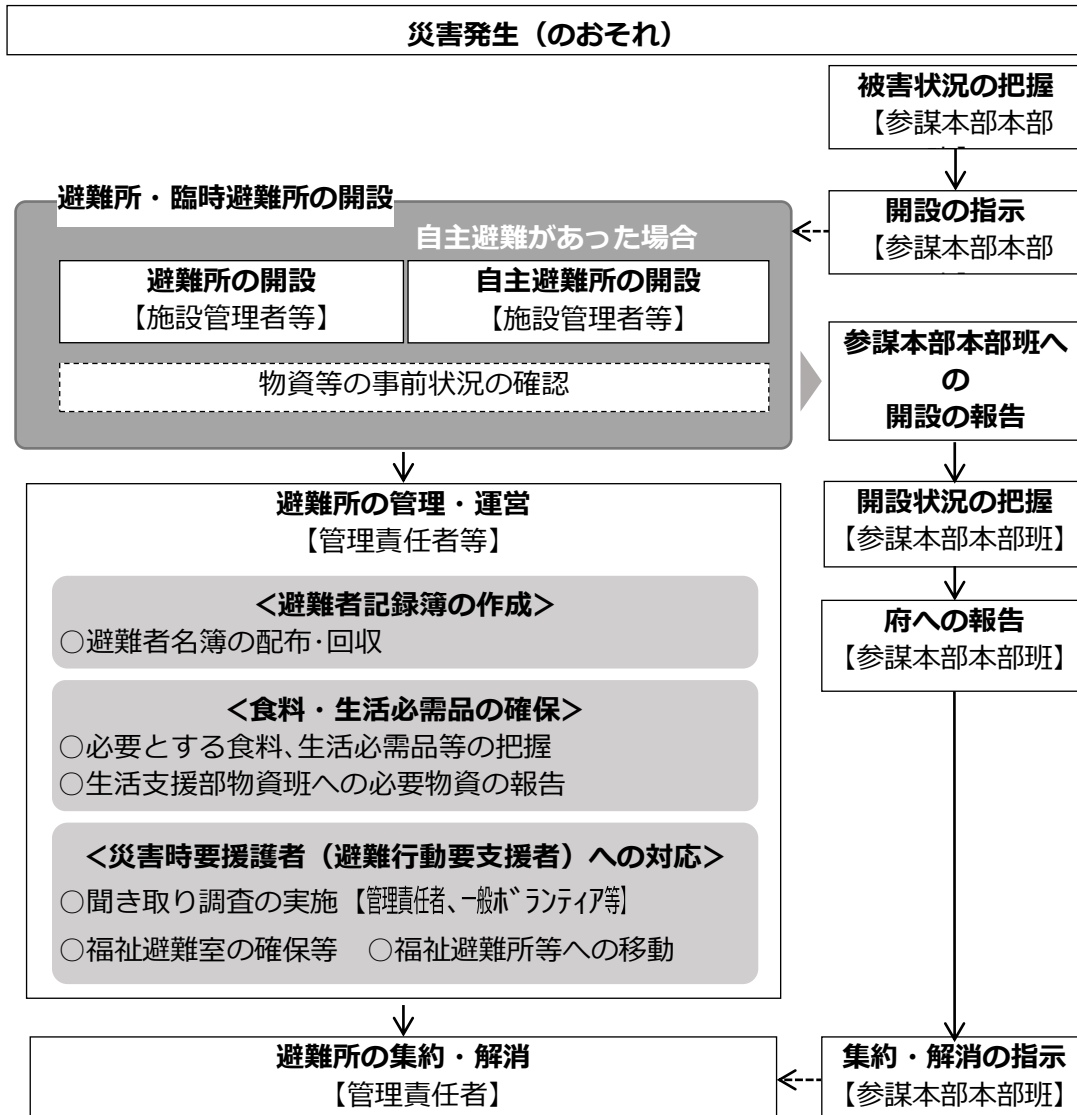 災害発生（のおそれ）
被害状況の把握
【参謀本部本部
開設の指示
【参謀本部本部
避難所・臨時避難所の開設
自主避難があった場合
避難所の開設
【施設管理者等】
自主避難所の開設
【施設管理者等】
物資等の事前状況の確認
参謀本部本部班へ
の
開設の報告
開設状況の把握
【参謀本部本部班】
府への報告
【参謀本部本部班】
避難所の管理・運営
【管理責任者等】
＜避難者記録簿の作成＞
○避難者名簿の配布･回収
＜食料・生活必需品の確保＞
○必要とする食料､生活必需品等の把握
○生活支援部物資班への必要物資の報告
＜災害時要援護者（避難行動要支援者）への対応＞
○聞き取り調査の実施【管理責任者､一般ﾎﾞランティア等】
○福祉避難室の確保等　○福祉避難所等への移動
避難所の集約・解消
【管理責任者】
集約・解消の指示
【参謀本部本部班】